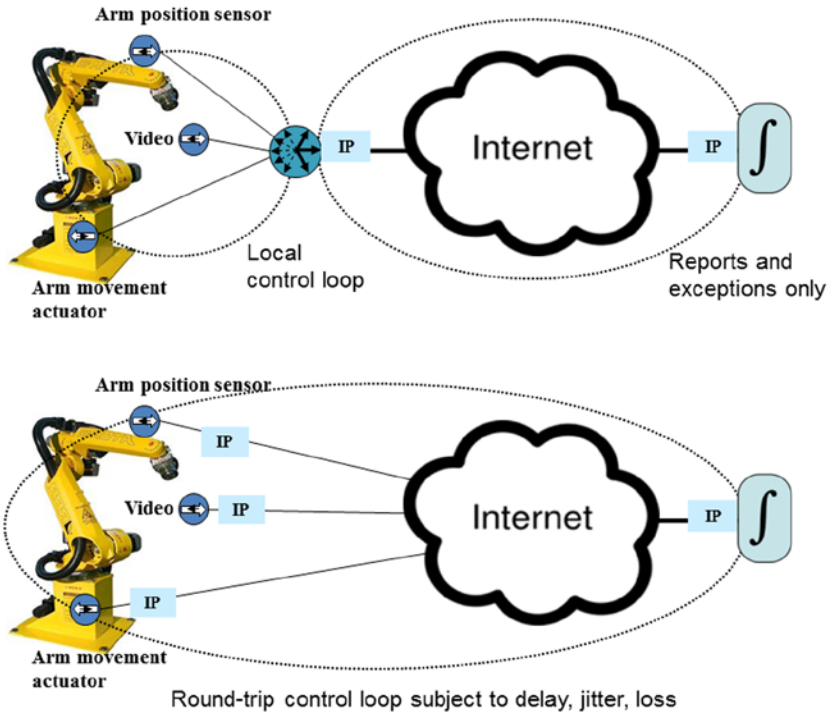 Arm position sensor
Video
IP
Internet
IP
∫
Local
control loop
Reports and
exceptions only
Arm movement
actuator
Arm position sensor
IP
Video
IP
Internet
IP
∫
IP
Arm movement
actuator
Round-trip control loop subject to delay, jitter, loss